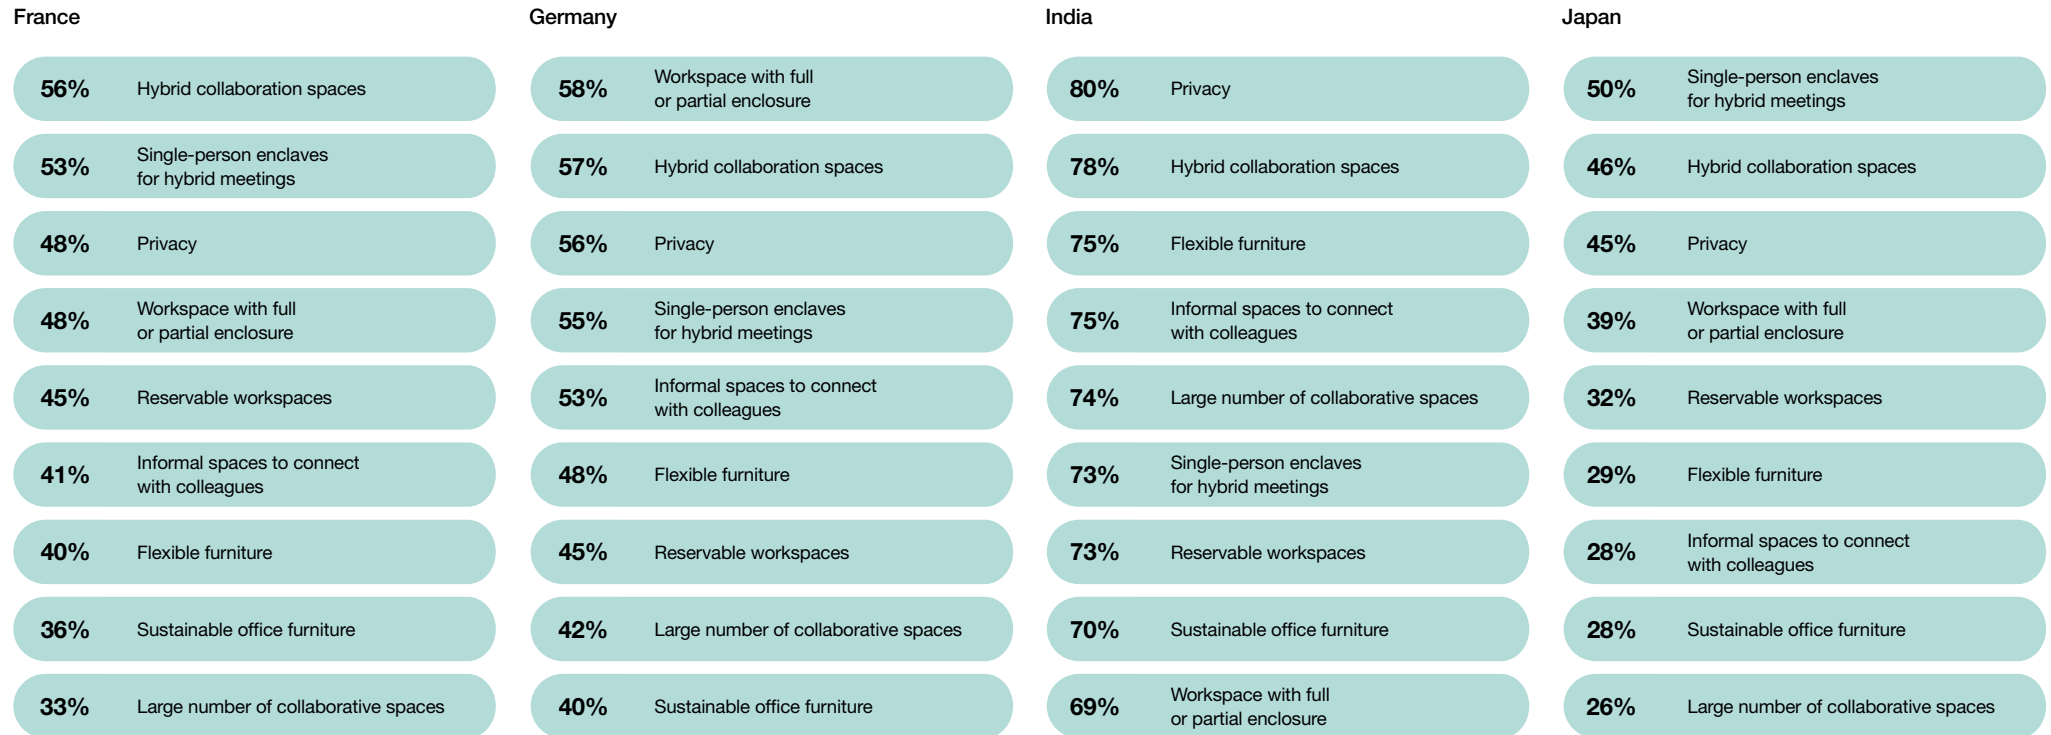 France
56%
Hybrid collaboration spaces
53%
Single-person enclaves
for hybrid meetings
48%
Privacy
48%
Workspace with full
or partial enclosure
45%
Reservable workspaces
41%
Informal spaces to connect
with colleagues
40%
Flexible furniture
36%
Sustainable office furniture
33%
Large number of collaborative spaces
Germany
58%
Workspace with full
or partial enclosure
57%
Hybrid collaboration spaces
56%
Privacy
55%
Single-person enclaves
for hybrid meetings
53%
Informal spaces to connect
with colleagues
48%
Flexible furniture
45%
Reservable workspaces
42%
Large number of collaborative spaces
40%
Sustainable office furniture
India
80%
Privacy
78%
Hybrid collaboration spaces
75%
Flexible furniture
75%
Informal spaces to connect
with colleagues
74%
Large number of collaborative spaces
73%
Single-person enclaves
for hybrid meetings
73%
Reservable workspaces
70%
Sustainable office furniture
69%
Workspace with full
or partial enclosure
Japan
50%
Single-person enclaves
for hybrid meetings
46%
Hybrid collaboration spaces
45%
Privacy
39%
Workspace with full
or partial enclosure
32%
Reservable workspaces
29%
Flexible furniture
28%
Informal spaces to connect
with colleagues
28%
Sustainable office furniture
26%
Large number of collaborative spaces